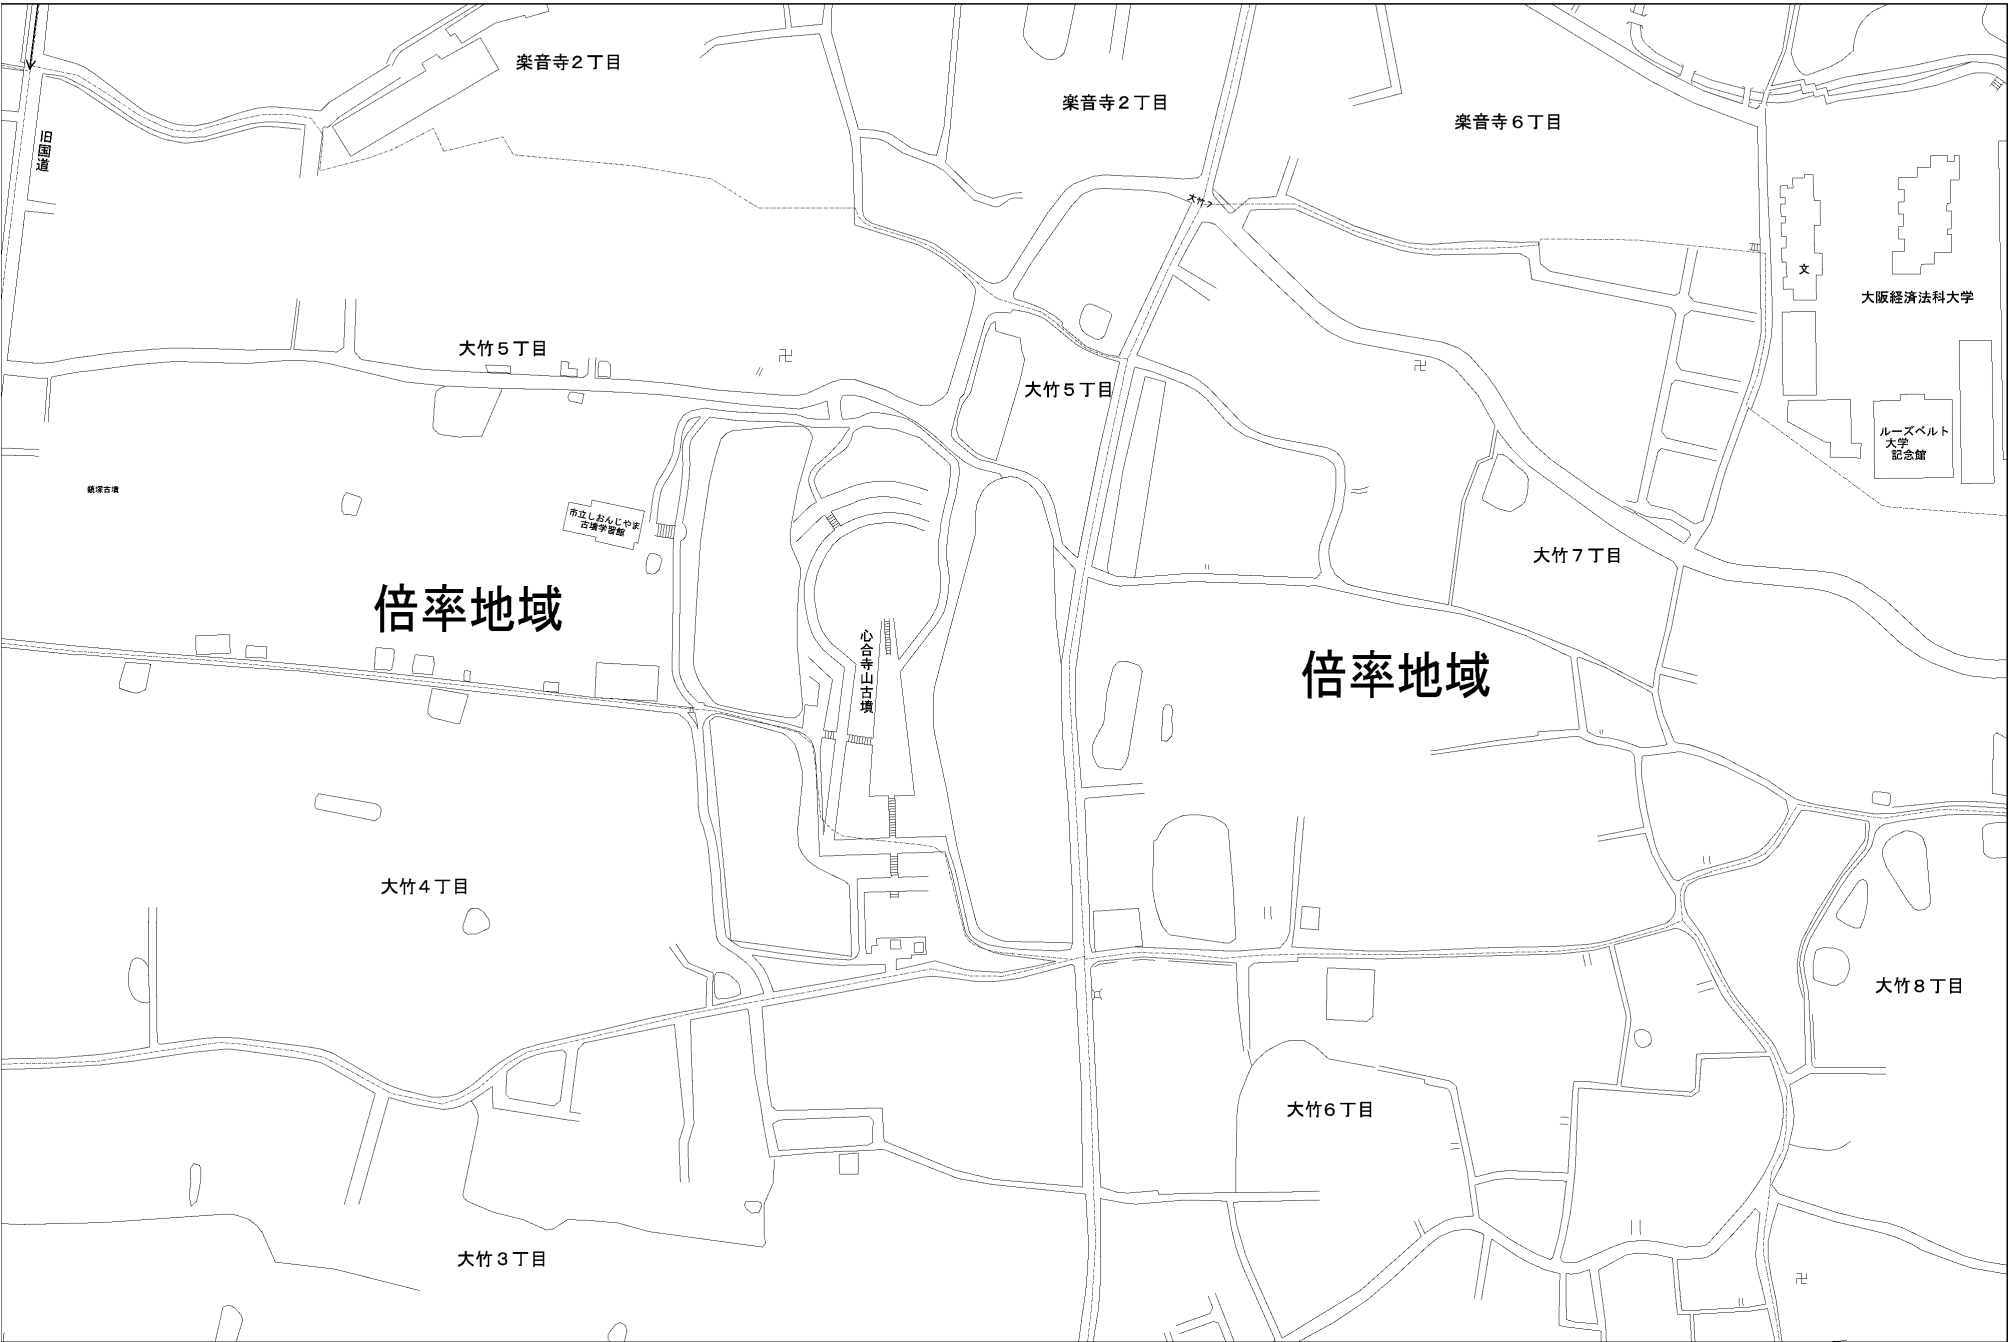 楽音寺２丁目
楽音寺２丁目
楽音寺６丁目
旧国道
大竹７
文
大阪経済法科大学
大竹５丁目
大竹５丁目
ルーズベルト
大学
記念館
鏡塚古墳
市立しおんじやま
古墳学習館
大竹７丁目
倍率地域
心合寺山古墳
倍率地域
大竹４丁目
大竹８丁目
大竹６丁目
大竹３丁目